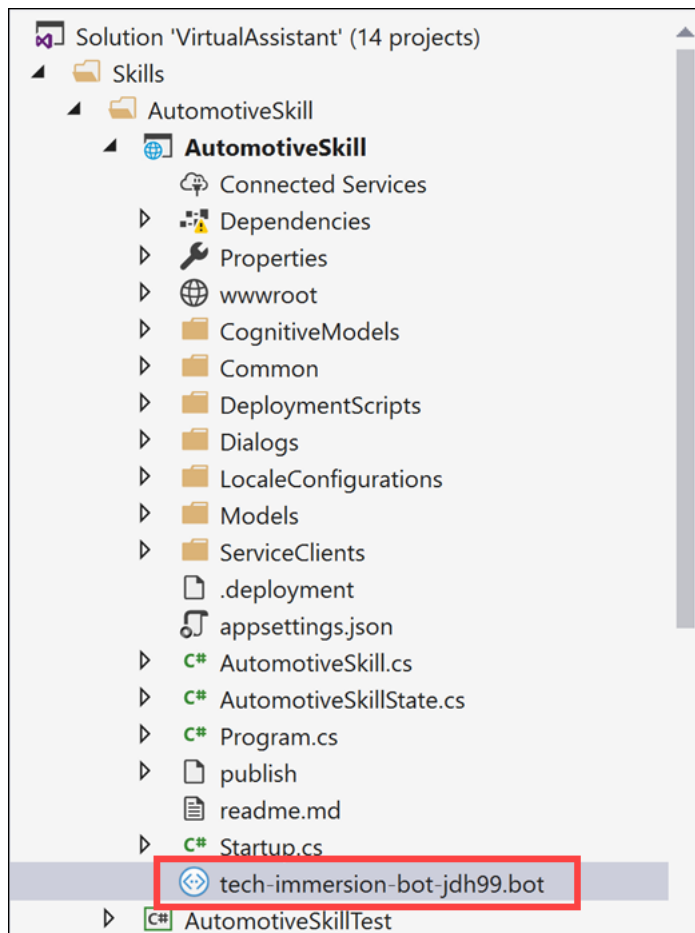 Solution 'VirtualAssistant' (14 projects)
Skills
AutomotiveSkill
AutomotiveSkill
Connected Services
Dependencies
Properties
wwwroot
CognitiveModels
Common
DeploymentScripts
Dialogs
LocaleConfigurations
Models
ServiceClients
.deployment
appsettings.json
C# AutomotiveSkill.cs
C# AutomotiveSkillState.cs
C# Program.cs
publish
readme.md
C# Startup.cs
tech-immersion-bot-jdh99.bot
C# AutomotiveSkillTest